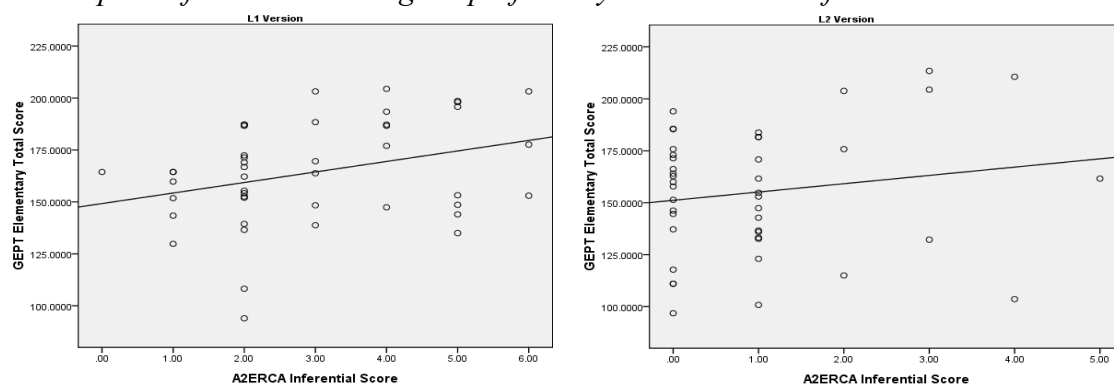 L1 Version
GEPT Elementary Total Score
225.0000
200.0000
175.0000
150.0000
125.0000
100.0000
.00 1.00 2.00 3.00 4.00 5.00 6.00
A2ERCA Inferential Score
L2 Version
GEPT Elementary Total Score
225.0000
200.0000
175.0000
150.0000
125.0000
100.0000
.00 1.00 2.00 3.00 4.00 5.00
A2ERCA Inferential Score